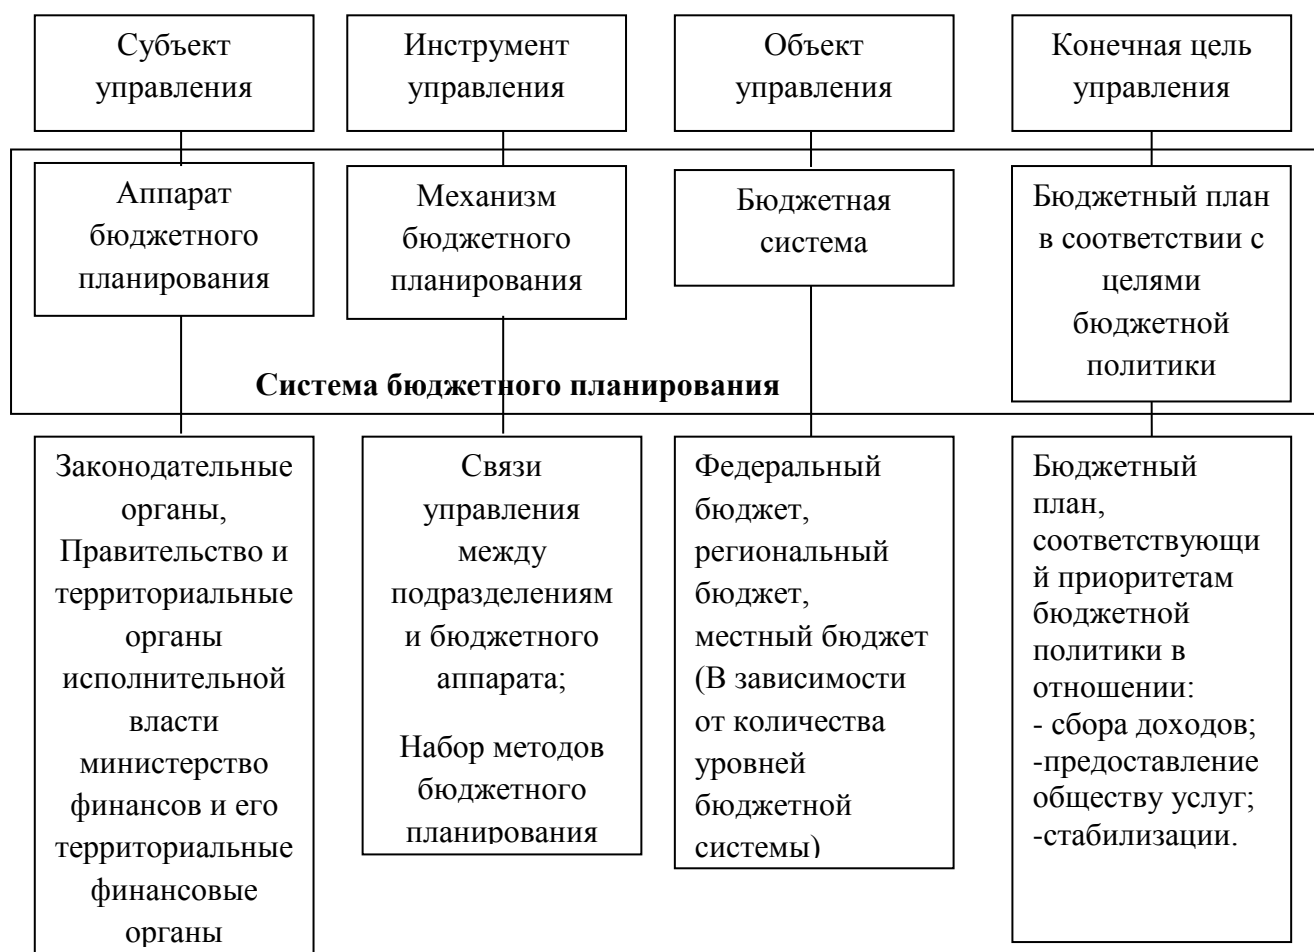 Субъект
управления
Инструмент
управления
Объект
управления
Конечная цель
управления
Аппарат
бюджетного
планирования
Механизм
бюджетного
планирования
Бюджетная
система
Бюджетный план
в соответствии с
целями
бюджетной
политики
Система бюджетного планирования
Законодательные
органы,
Правительство и
территориальные
органы
исполнительной
власти
министерство
финансов и его
территориальные
финансовые
органы
Связи
управления
между
подразделениям
и бюджетного
аппарата;
Набор методов
бюджетного
планирования
Федеральный
бюджет,
региональный
бюджет,
местный бюджет
(В зависимости
от количества
уровней
бюджетной
системы)
Бюджетный
план,
соответствующи
й приоритетам
бюджетной
политики в
отношении:
- сбора доходов;
-предоставление
обществу услуг;
-стабилизации.